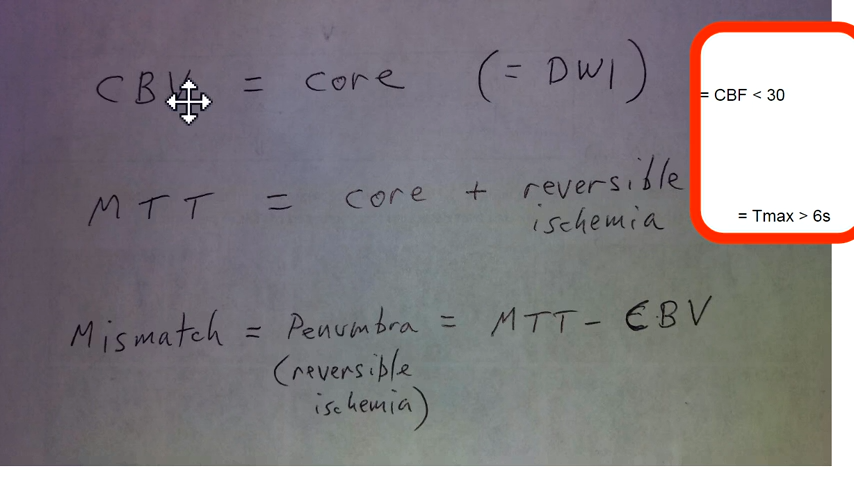 CBV = core (= DWI) = CBF < 30
MTT = core + reversible
ischemia = Tmax > 6s
Mismatch = Penumbra = MTT - CBV
(reversible
ischemia)